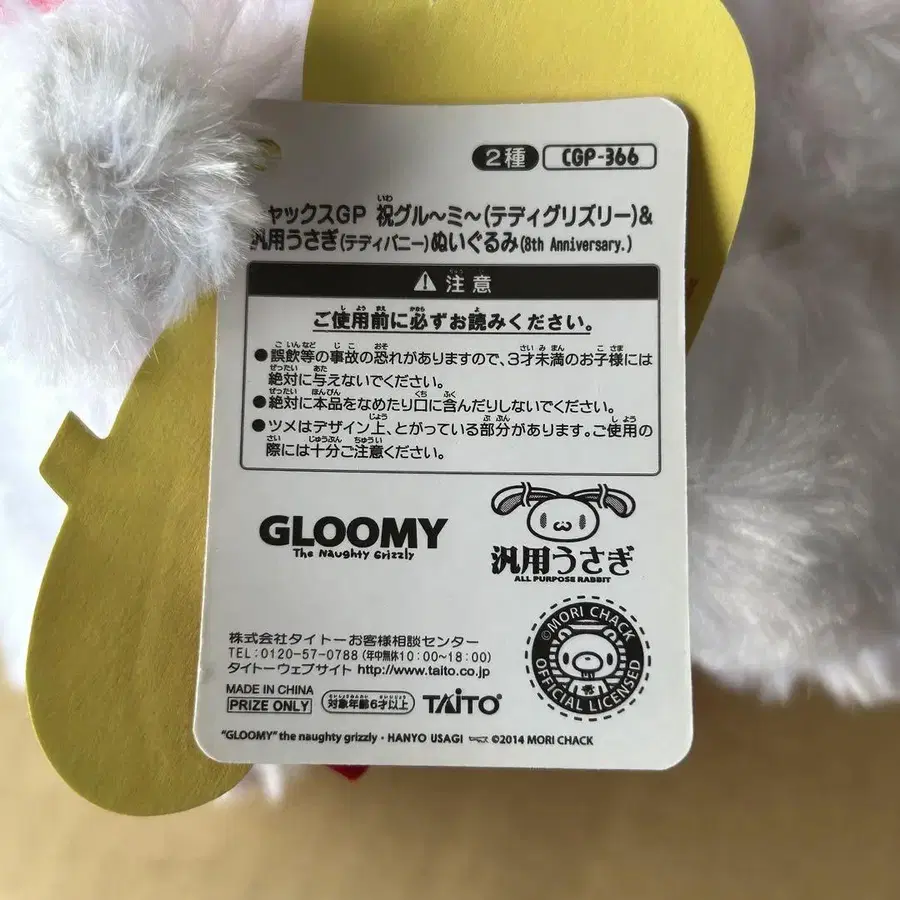 2種 CGP-366
ャックスGP 祝グル～ミ～(テディグリズリー)&
汎用うさぎ(テディバニー)ぬいぐるみ(8th Anniversary.)
注意
ご使用前に必ずお読みください。
●誤飲等の事故の恐れがありますので、3才未満のお子様には
絶対に与えないでください。
●絶対に本品をなめたり口に含んだりしないでください。
●ツメはデザイン上、とがっている部分があります。ご使用の
際には十分ご注意ください。
GLOOMY
The Naughty Grizzly
汎用うさぎ
ALL PURPOSE RABBIT
©MORI CHACK
OFFICIAL LICENSED
株式会社タイトーお客様相談センター
TEL:0120-57-0788 (年中無休10:00~18:00)
タイトーウェブサイト http://www.taito.co.jp
MADE IN CHINA
PRIZE ONLY 対象年齢6才以上 TAITO
"GLOOMY" the naughty grizzly・HANYO USAGI ©2014 MORI CHACK